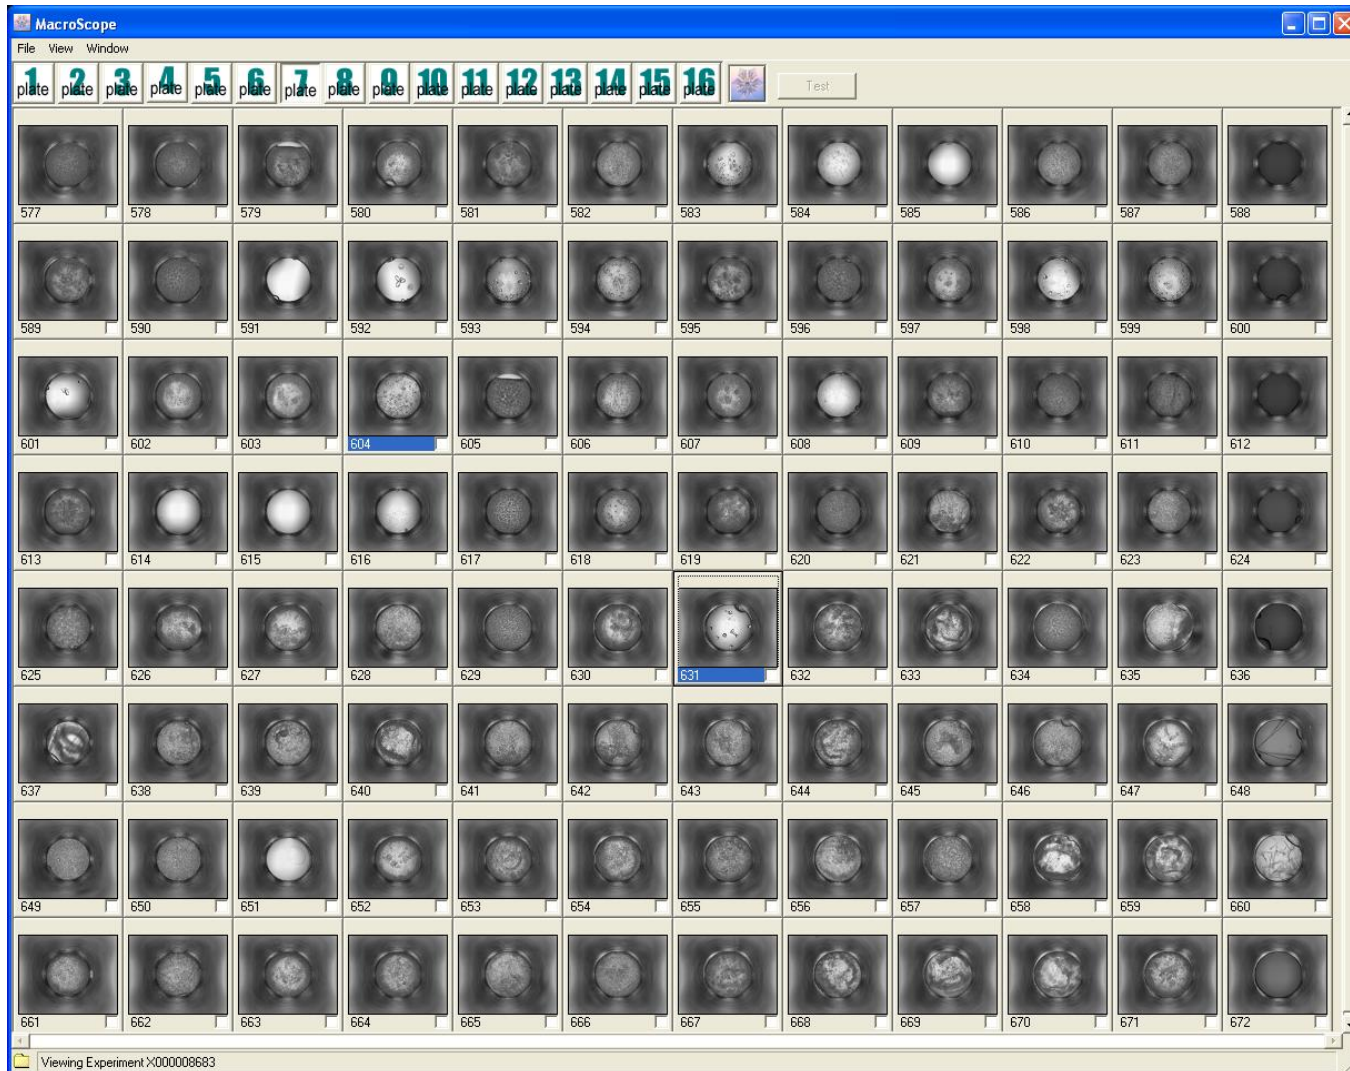 MacroScope
File View Window
1 plate 2 plate 3 plate 4 plate 5 plate 6 plate 7 plate 8 plate 9 plate 10 plate 11 plate 12 plate 13 plate 14 plate 15 plate 16 plate Test
577 578 579 580 581 582 583 584 585 586 587 588
589 590 591 592 593 594 595 596 597 598 599 600
601 602 603 604 605 606 607 608 609 610 611 612
613 614 615 616 617 618 619 620 621 622 623 624
625 626 627 628 629 630 631 632 633 634 635 636
637 638 639 640 641 642 643 644 645 646 647 648
649 650 651 652 653 654 655 656 657 658 659 660
661 662 663 664 665 666 667 668 669 670 671 672
Viewing Experiment X000008683